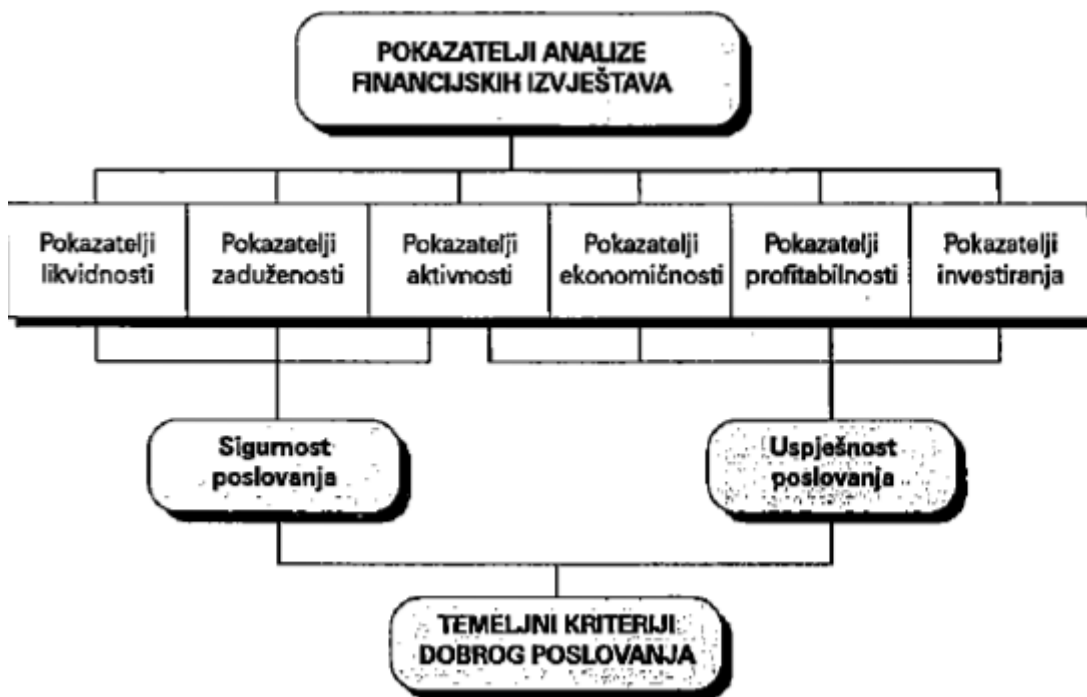 POKAZATELJI ANALIZE
FINANCIJSKIH IZVJEŠTAVA
Pokazatelji
likvidnosti
Pokazatelji
zaduženosti
Pokazatelji
aktivnosti
Pokazatelji
ekonomičnosti
Pokazatelji
profitabilnosti
Pokazatelji
investiranja
Sigurnost
poslovanja
Uspješnost
poslovanja
TEMELJNI KRITERIJI
DOBROG POSLOVANJA